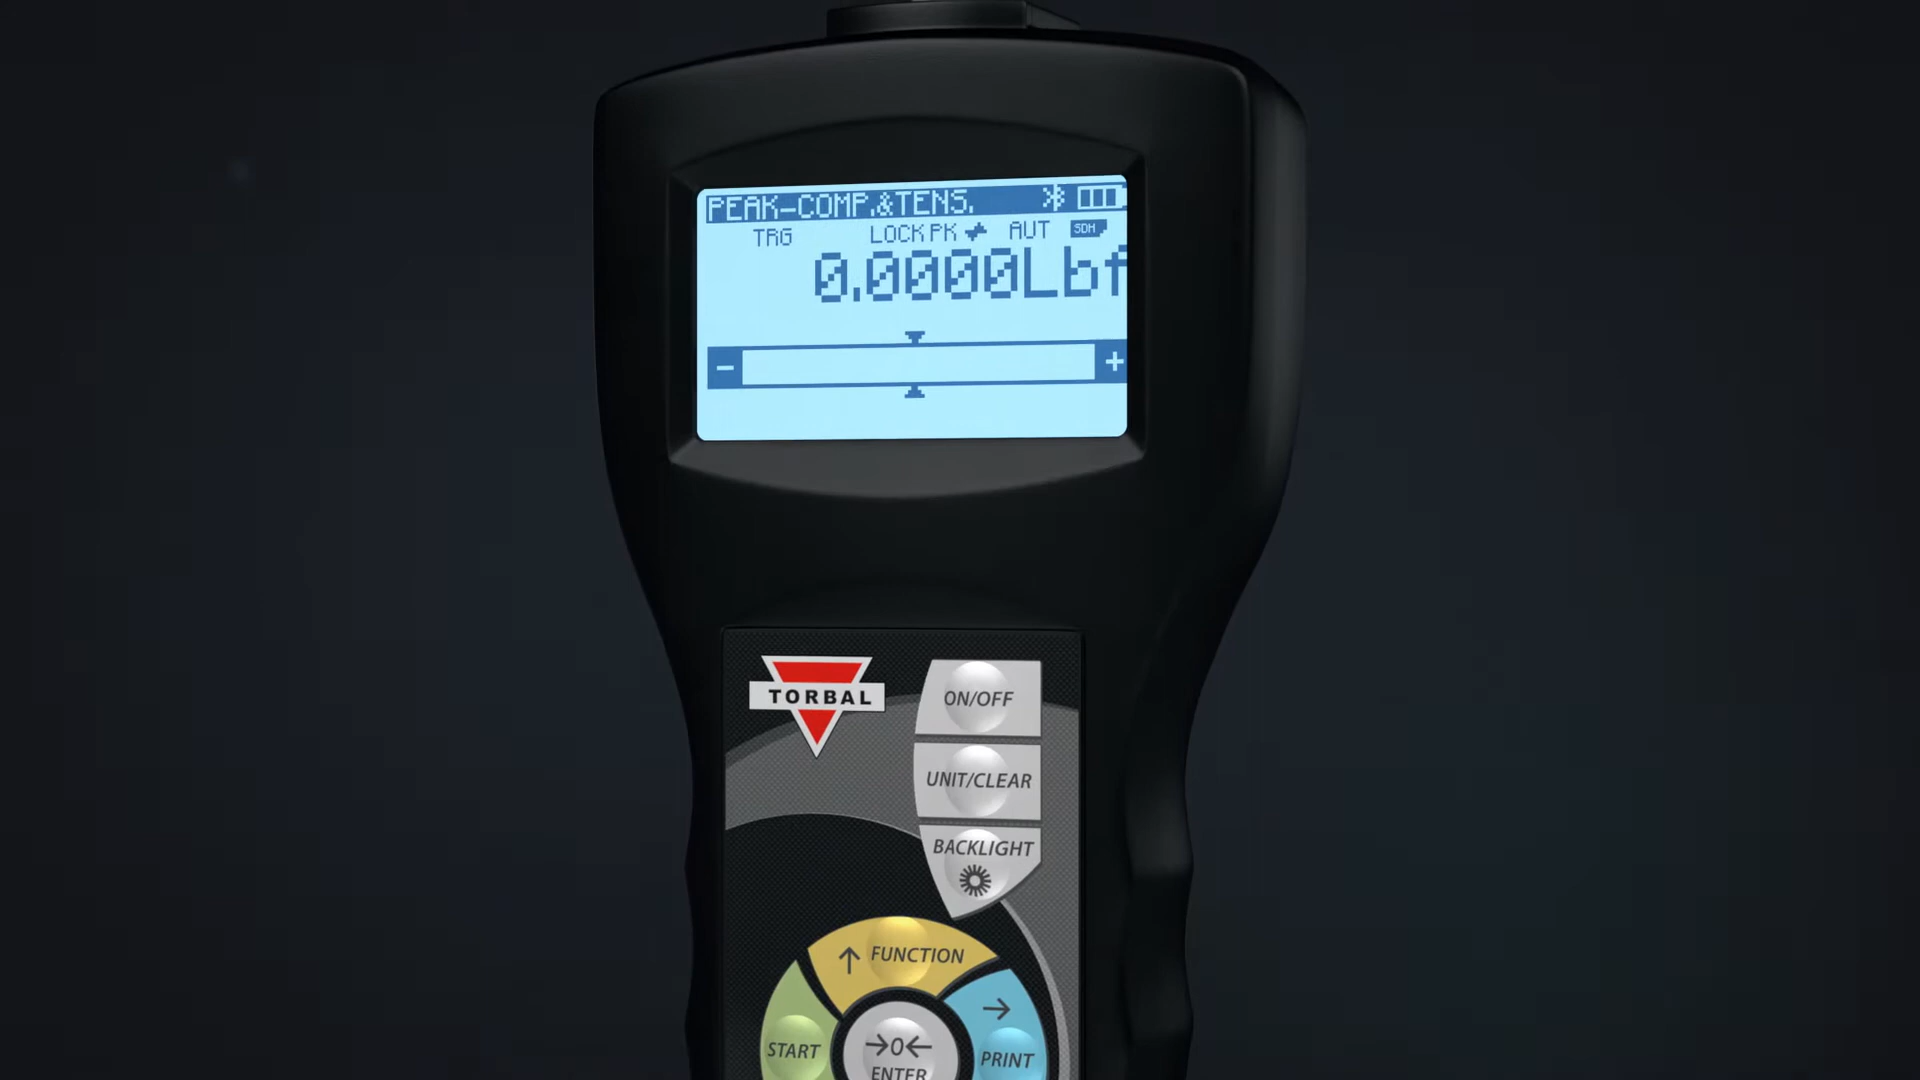 PEAK-COMP.&TENS.
TRG LOCK PK AUT SDH
0.0000Lbf
- +
TORBAL
ON/OFF
UNIT/CLEAR
BACKLIGHT
↑ FUNCTION
→
START
→0←
ENTER
PRINT